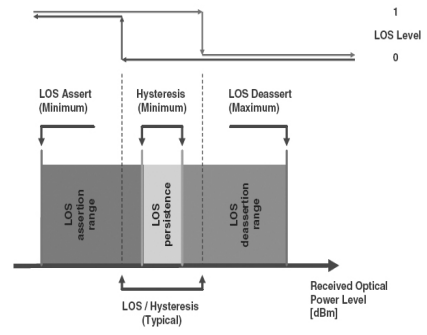 1
LOS Level
0
LOS Assert
(Minimum)
Hysteresis
(Minimum)
LOS Deassert
(Maximum)
LOS
assertion
range
LOS
persistence
LOS
deassertion
range
Received Optical
Power Level
[dBm]
LOS / Hysteresis
(Typical)